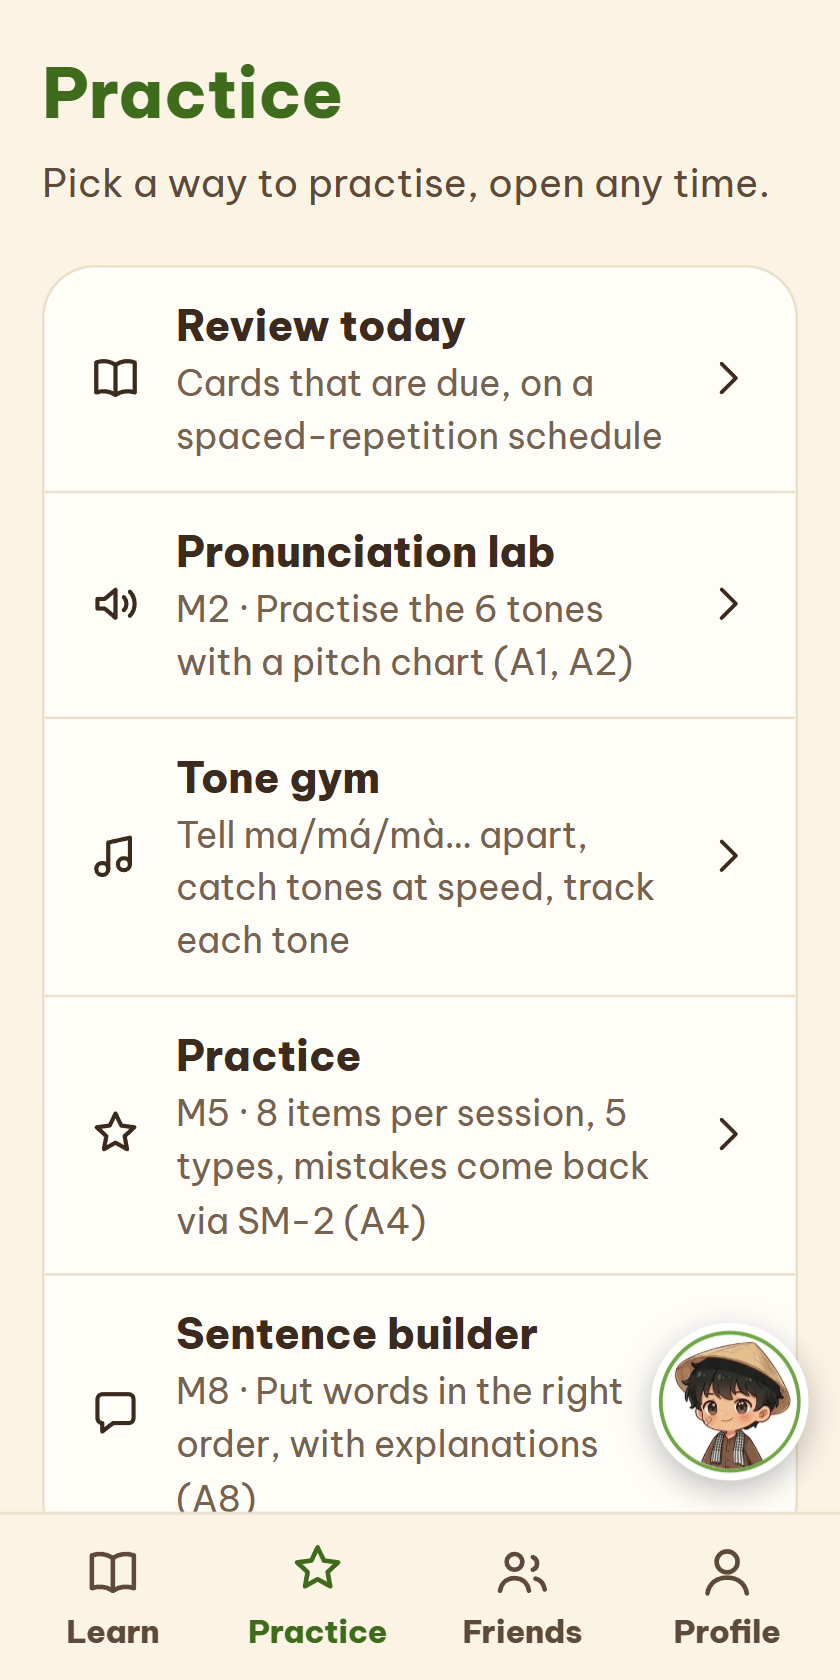 Practice
Pick a way to practise, open any time.
Review today
Cards that are due, on a
spaced-repetition schedule
Pronunciation lab
M2 · Practise the 6 tones
with a pitch chart (A1, A2)
Tone gym
Tell ma/má/mà... apart,
catch tones at speed, track
each tone
Practice
M5 · 8 items per session, 5
types, mistakes come back
via SM-2 (A4)
Sentence builder
M8 · Put words in the right
order, with explanations
(A8)
Learn
Practice
Friends
Profile